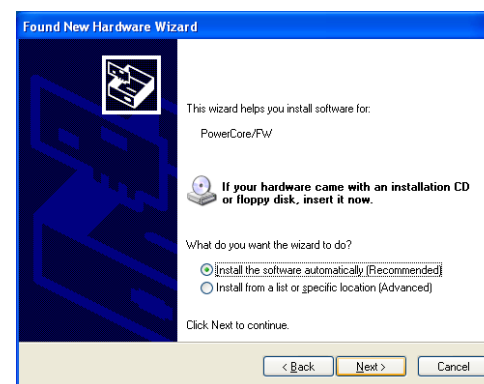 Found New Hardware Wizard
This wizard helps you install software for:
PowerCore/FW
If your hardware came with an installation CD
or floppy disk, insert it now.
What do you want the wizard to do?
Install the software automatically (Recommended)
Install from a list or specific location (Advanced)
Click Next to continue.
< Back Next > Cancel